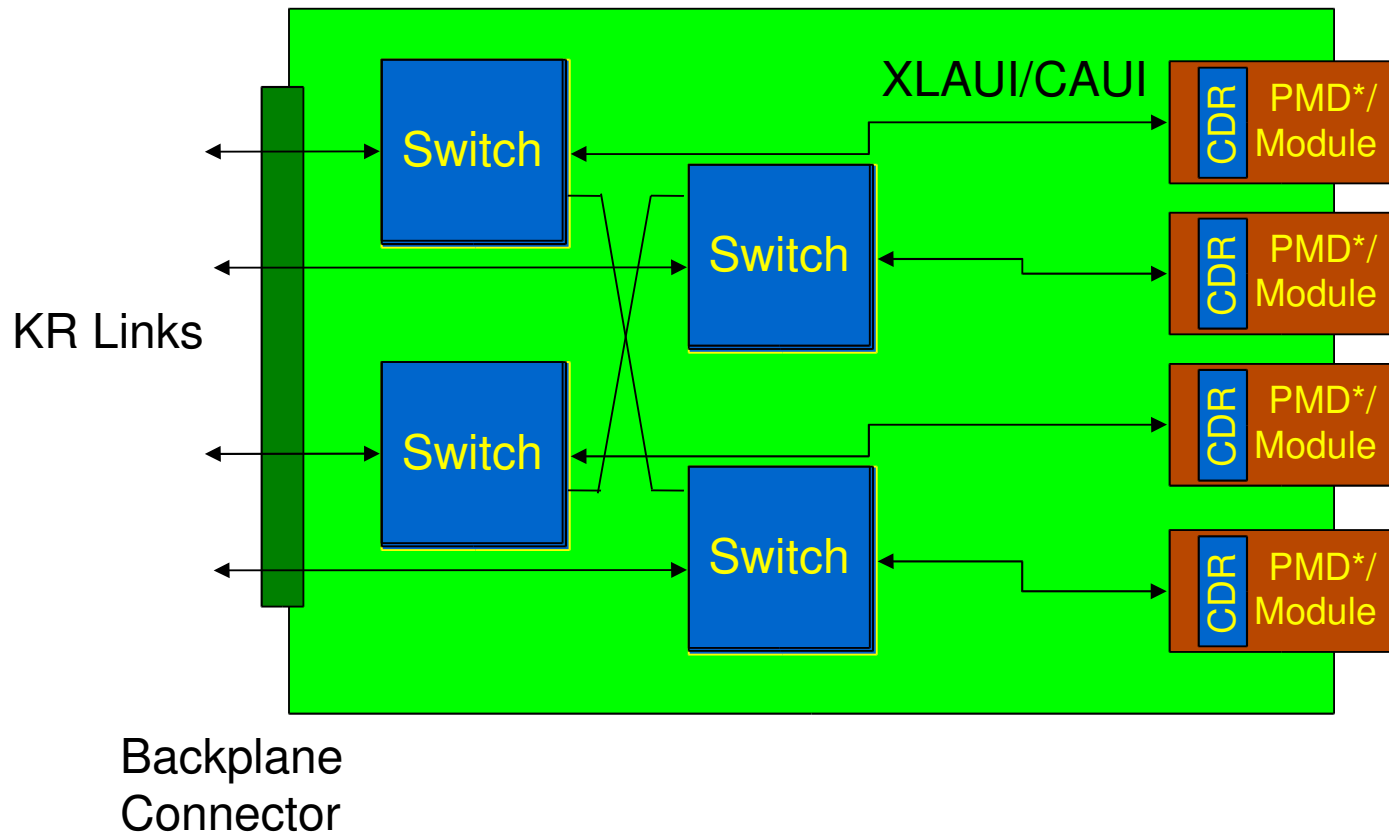 XLAUI/CAUI
Switch
CDR
PMD*/
Module
Switch
CDR
PMD*/
Module
KR Links
Switch
CDR
PMD*/
Module
Switch
CDR
PMD*/
Module
Backplane
Connector